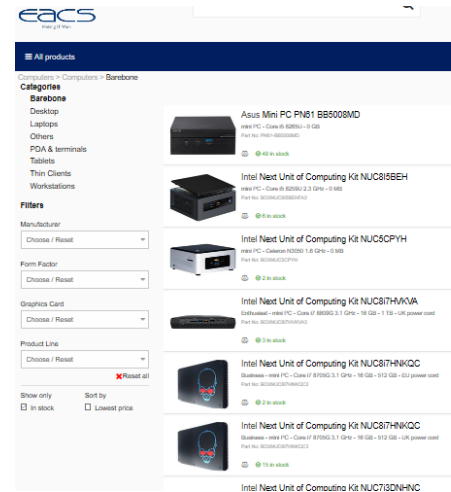 eacs
All products
Computers > Computers > Barebone
Categories
Barebone
Desktop
Laptops
Others
PDA & terminals
Tablets
Thin Clients
Workstations
Filters
Manufacturer
Choose / Reset
Form Factor
Choose / Reset
Graphics Card
Choose / Reset
Product Line
Choose / Reset
Reset all
Show only
Sort by
In stock
Lowest price
Asus Mini PC PN61 BB5008MD
mini PC - Core i5 8265U - 0 GB
Part No: PN61-BB5008MD
40 in stock
Intel Next Unit of Computing Kit NUC8I5BEH
mini PC - Core i5 8259U 2.3 GHz - 0 MB
6 in stock
Intel Next Unit of Computing Kit NUC5CPYH
mini PC - Celeron N3050 1.6 GHz - 0 MB
2 in stock
Intel Next Unit of Computing Kit NUC8i7HVKVA
Enthusiast - mini PC - Core i7 8809G 3.1 GHz - 16 GB - 1 TB - UK power cord
3 in stock
Intel Next Unit of Computing Kit NUC8i7HNKQC
Business - mini PC - Core i7 8705G 3.1 GHz - 16 GB - 512 GB - EU power cord
2 in stock
Intel Next Unit of Computing Kit NUC8i7HNKQC
Business - mini PC - Core i7 8705G 3.1 GHz - 16 GB - 512 GB - UK power cord
15 in stock
Intel Next Unit of Computing Kit NUC7i3DNHNC